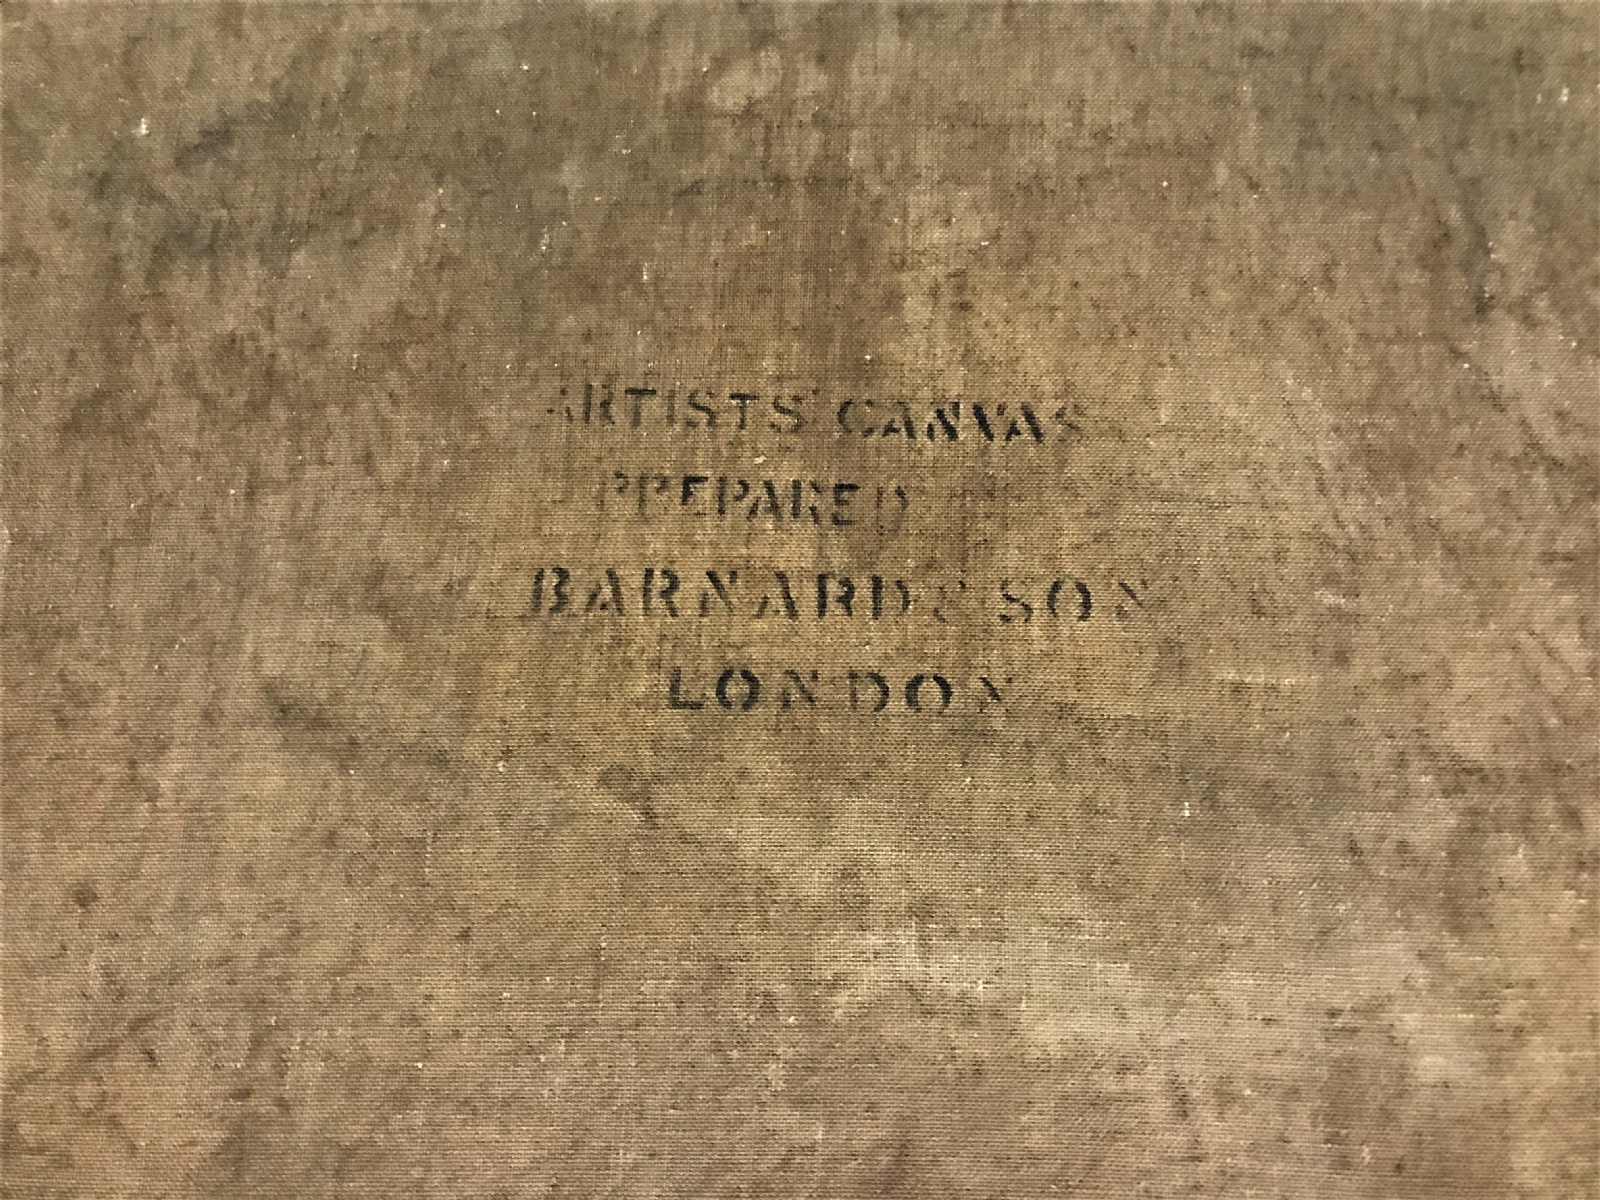 ARTISTS' CANVAS
PREPARED
BARNARD & SON
LONDON